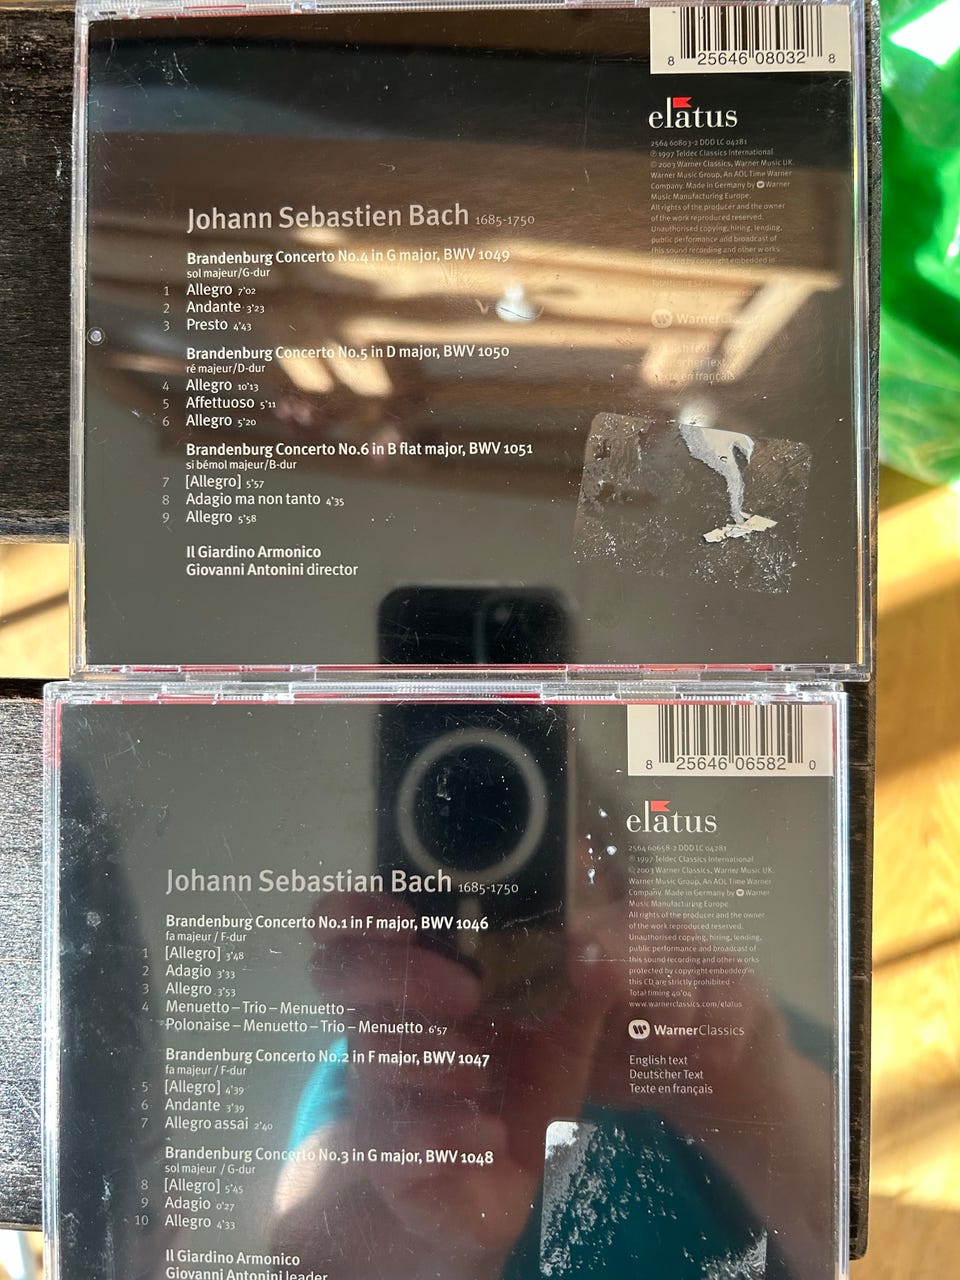 8 25646 08032 8
elatus
2564 60803-2 DDD LC 04281
℗ 1997 Teldec Classics International
© 2003 Warner Classics, Warner Music UK.
Warner Music Group, An AOL Time Warner
Company. Made in Germany by Warner
Music Manufacturing Europe.
All rights of the producer and the owner
of the work reproduced reserved.
Unauthorised copying, hiring, lending,
public performance and broadcast of
this sound recording and other works
protected by copyright embedded in
WarnerClassics
English text
Deutscher Text
Texte en français
Johann Sebastien Bach 1685-1750
Brandenburg Concerto No.4 in G major, BWV 1049
sol majeur/G-dur
1 Allegro 7'02
2 Andante 3'23
3 Presto 4'43
Brandenburg Concerto No.5 in D major, BWV 1050
ré majeur/D-dur
4 Allegro 10'13
5 Affettuoso 5'11
6 Allegro 5'20
Brandenburg Concerto No.6 in B flat major, BWV 1051
si bémol majeur/B-dur
7 [Allegro] 5'57
8 Adagio ma non tanto 4'35
9 Allegro 5'58
Il Giardino Armonico
Giovanni Antonini director
8 25646 06582 0
elatus
2564 60658-2 DDD LC 04281
℗ 1997 Teldec Classics International
© 2003 Warner Classics, Warner Music UK.
Warner Music Group, An AOL Time Warner
Company. Made in Germany by Warner
Music Manufacturing Europe.
All rights of the producer and the owner
of the work reproduced reserved.
Unauthorised copying, hiring, lending,
public performance and broadcast of
this sound recording and other works
protected by copyright embedded in
this CD are strictly prohibited -
Total timing 40'04
www.warnerclassics.com/elatus
WarnerClassics
English text
Deutscher Text
Texte en français
Johann Sebastian Bach 1685-1750
Brandenburg Concerto No.1 in F major, BWV 1046
fa majeur / F-dur
1 [Allegro] 3'48
2 Adagio 3'33
3 Allegro 3'53
4 Menuetto – Trio – Menuetto –
Polonaise – Menuetto – Trio – Menuetto 6'57
Brandenburg Concerto No.2 in F major, BWV 1047
fa majeur / F-dur
5 [Allegro] 4'39
6 Andante 3'39
7 Allegro assai 2'40
Brandenburg Concerto No.3 in G major, BWV 1048
sol majeur / G-dur
8 [Allegro] 5'45
9 Adagio 0'27
10 Allegro 4'33
Il Giardino Armonico
Giovanni Antonini leader